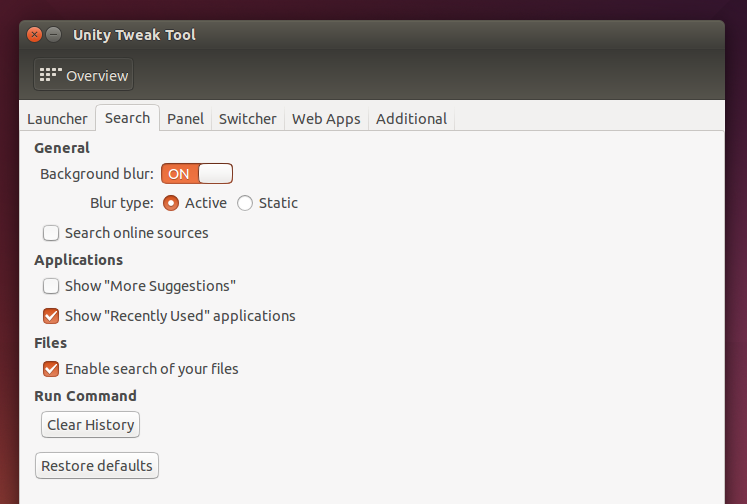 Unity Tweak Tool
Overview
Launcher Search Panel Switcher Web Apps Additional
General
Background blur: ON
Blur type: Active Static
Search online sources
Applications
Show "More Suggestions"
Show "Recently Used" applications
Files
Enable search of your files
Run Command
Clear History
Restore defaults